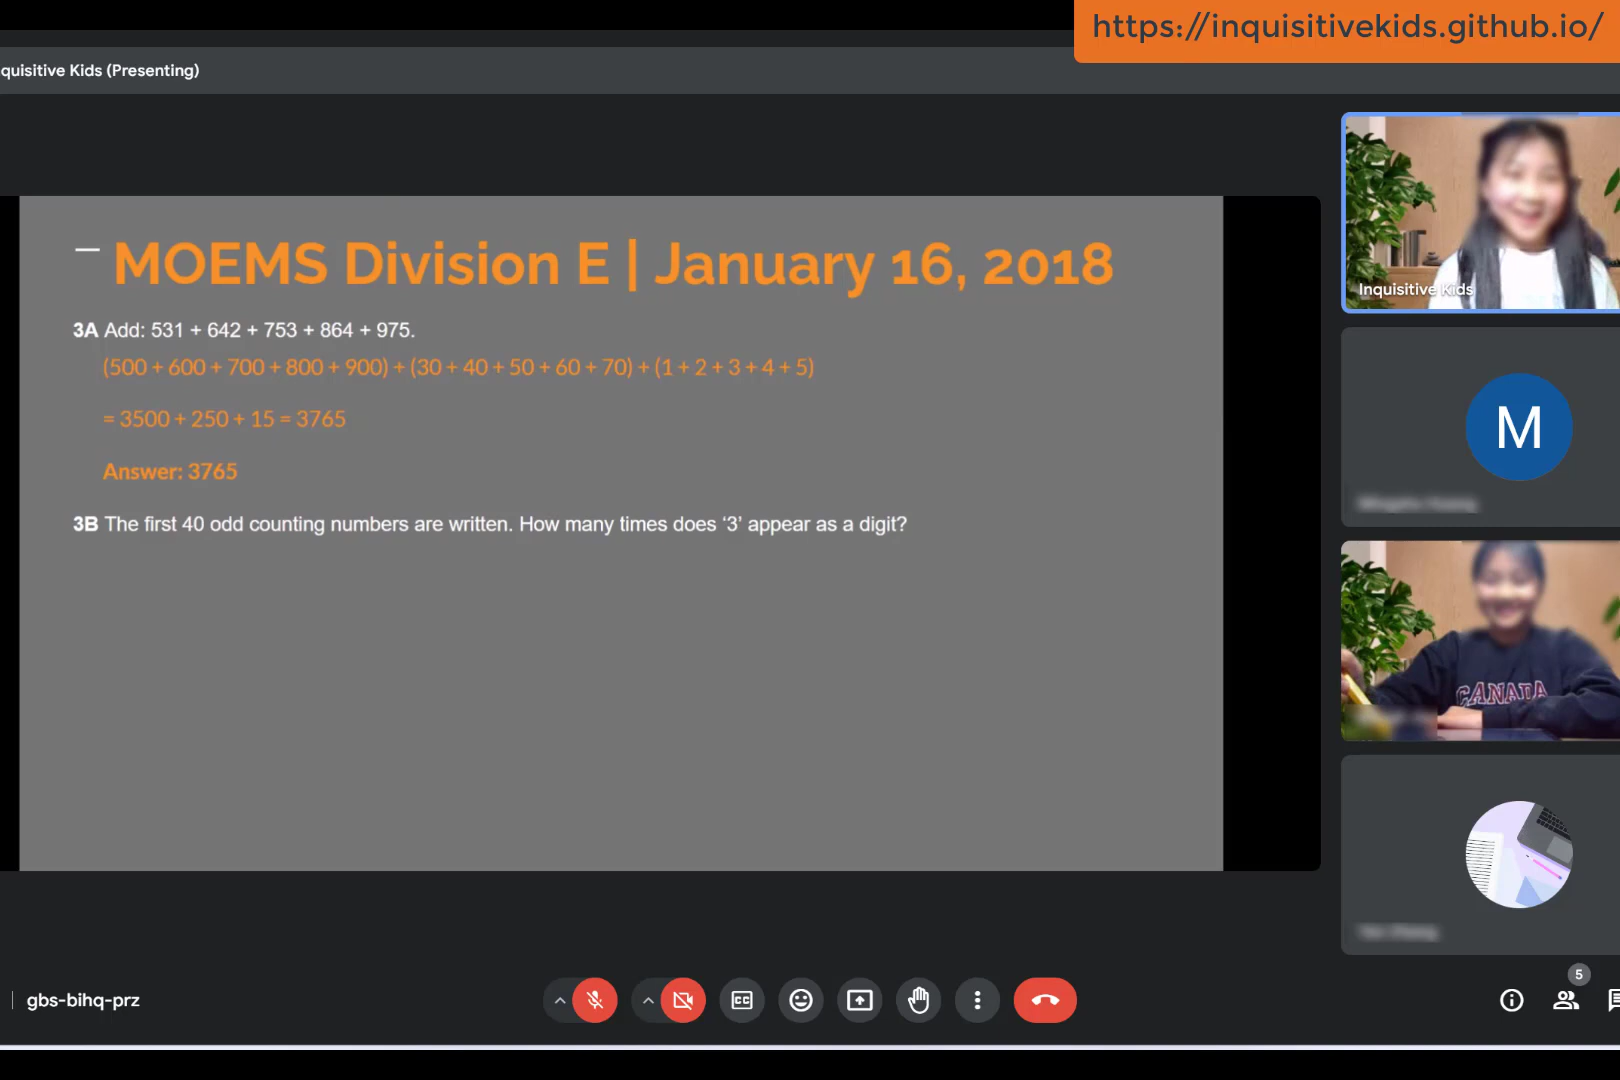 https://inquisitivekids.github.io/
quisitive Kids (Presenting)
MOEMS Division E | January 16, 2018
3A Add: 531 + 642 + 753 + 864 + 975.
(500 + 600 + 700 + 800 + 900) + (30 + 40 + 50 + 60 + 70) + (1 + 2 + 3 + 4 + 5)
= 3500 + 250 + 15 = 3765
Answer: 3765
3B The first 40 odd counting numbers are written. How many times does ‘3’ appear as a digit?
Inquisitive Kids
M
CANADA
gbs-bihq-prz
CC
5